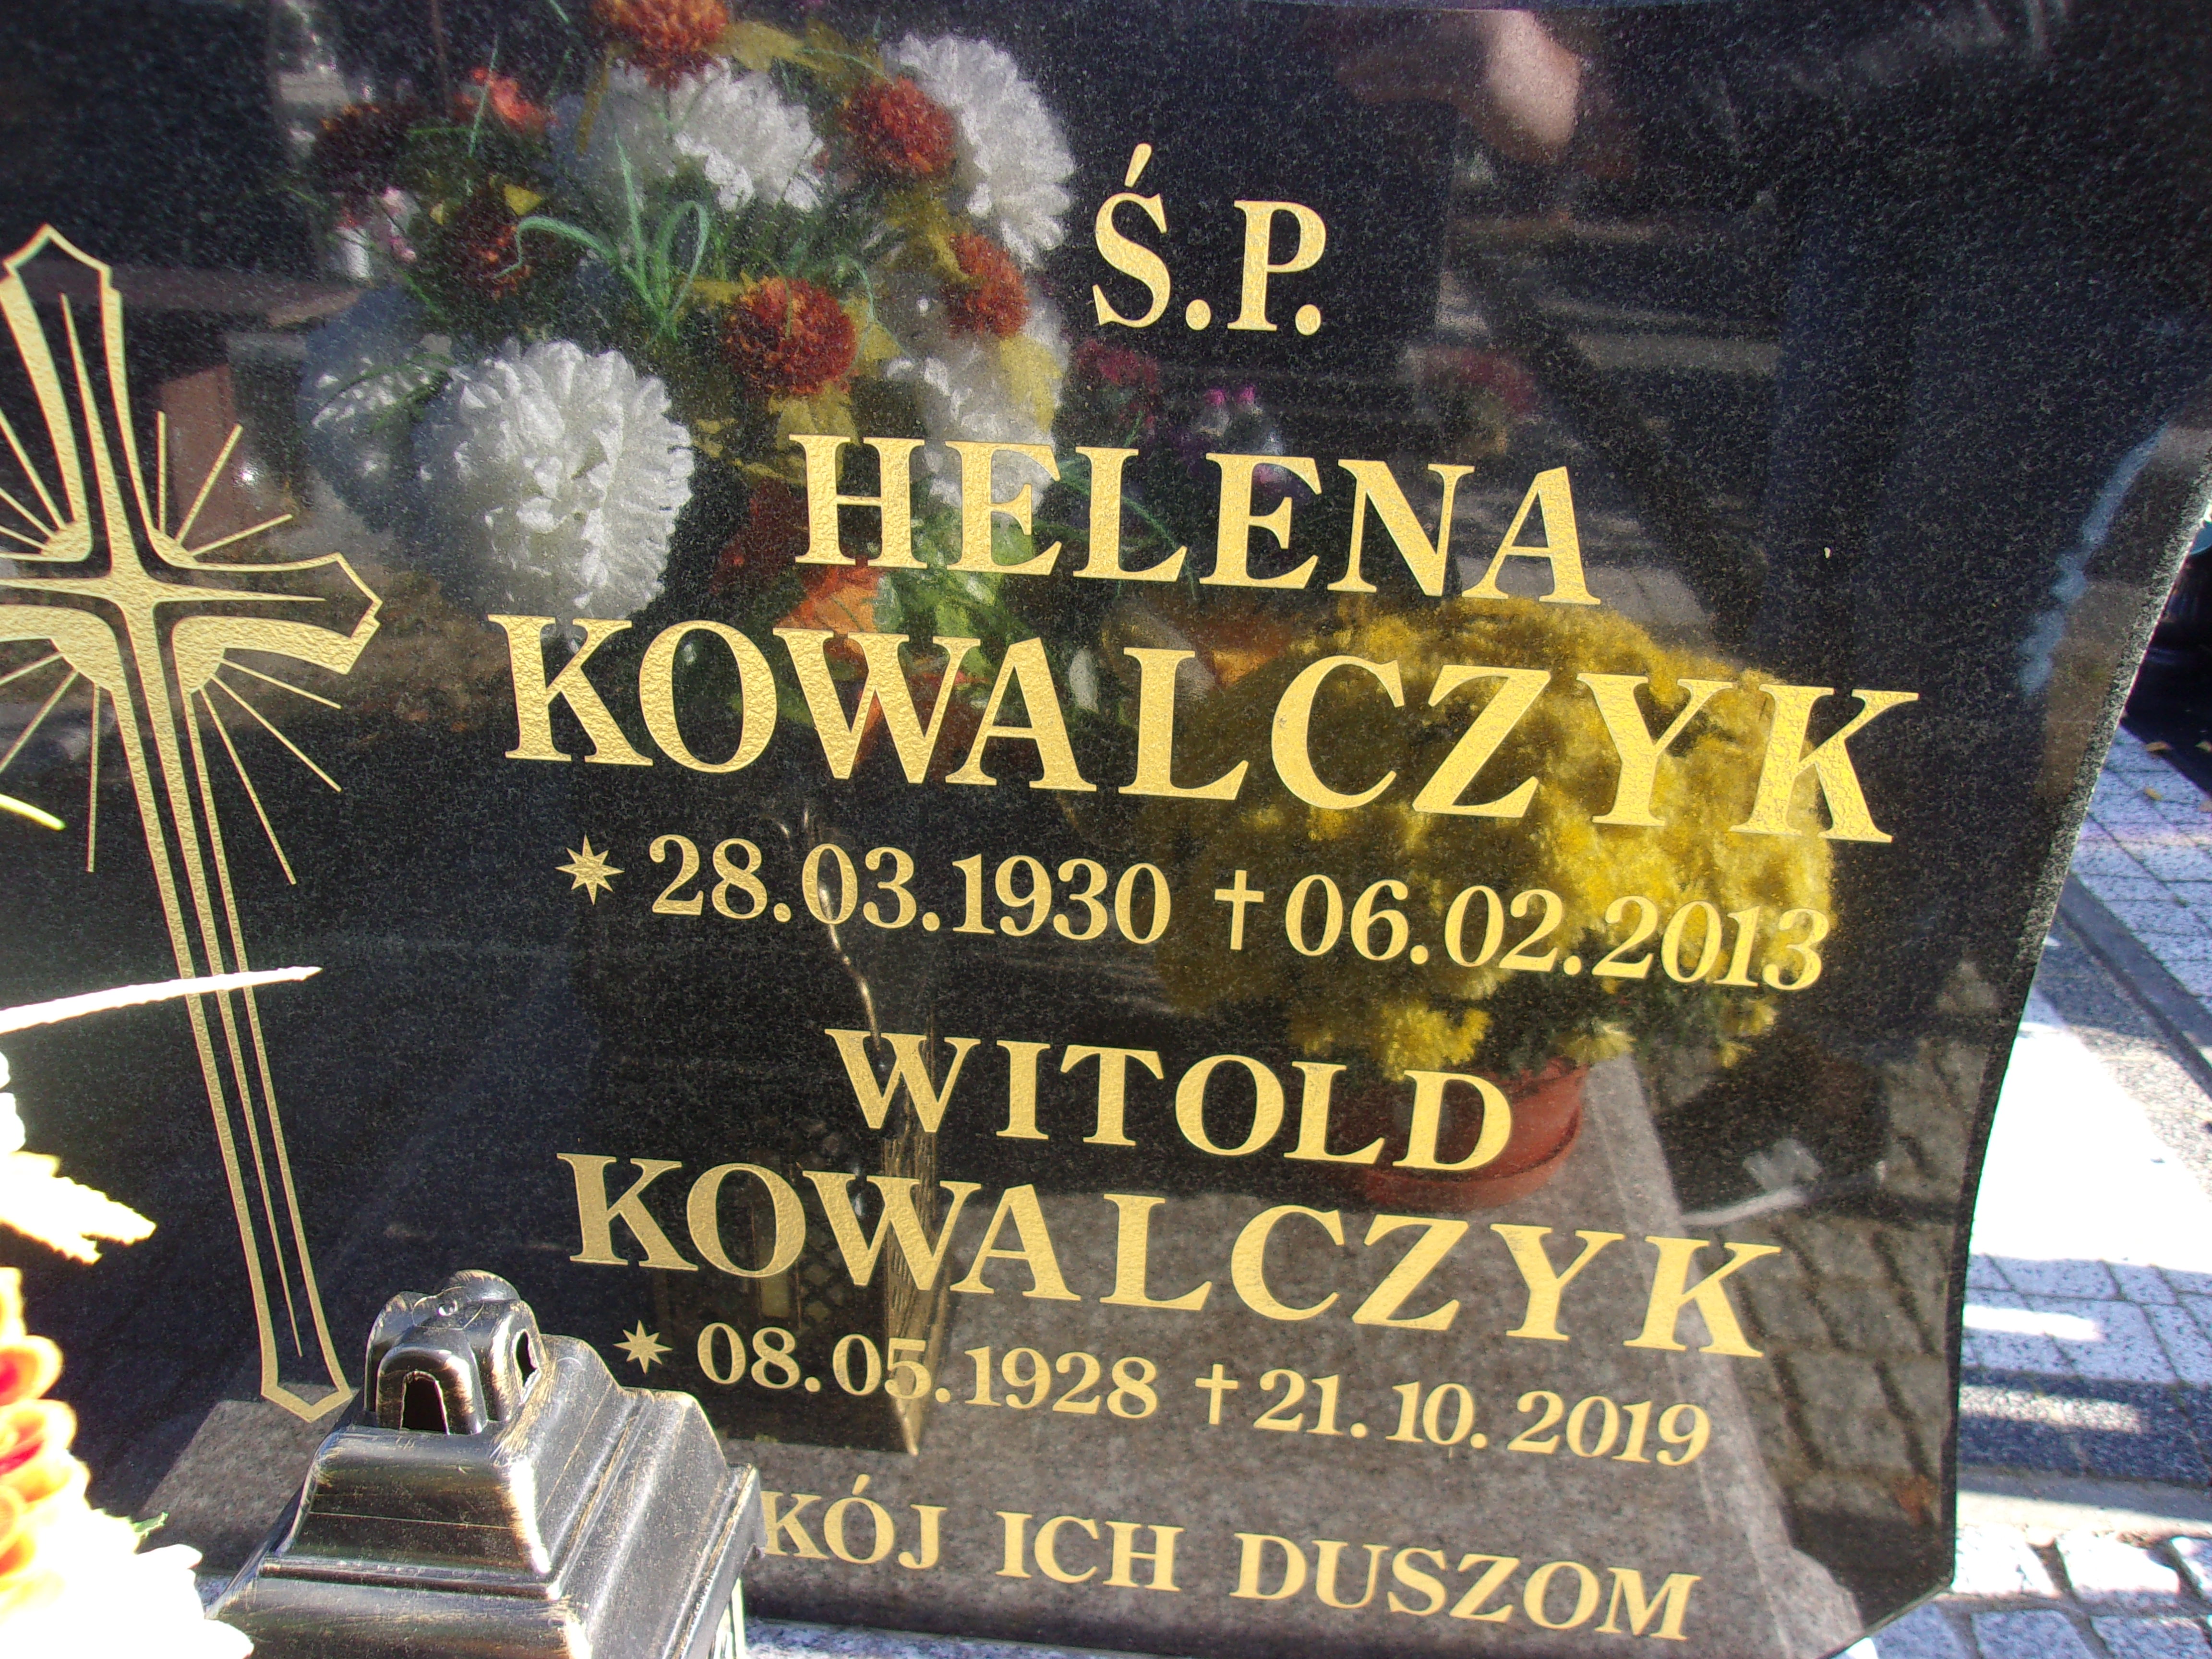 Ś.P.
HELENA
KOWALCZYK
* 28.03.1930 † 06.02.2013
WITOLD
KOWALCZYK
* 08.05.1928 † 21.10.2019
KÓJ ICH DUSZOM